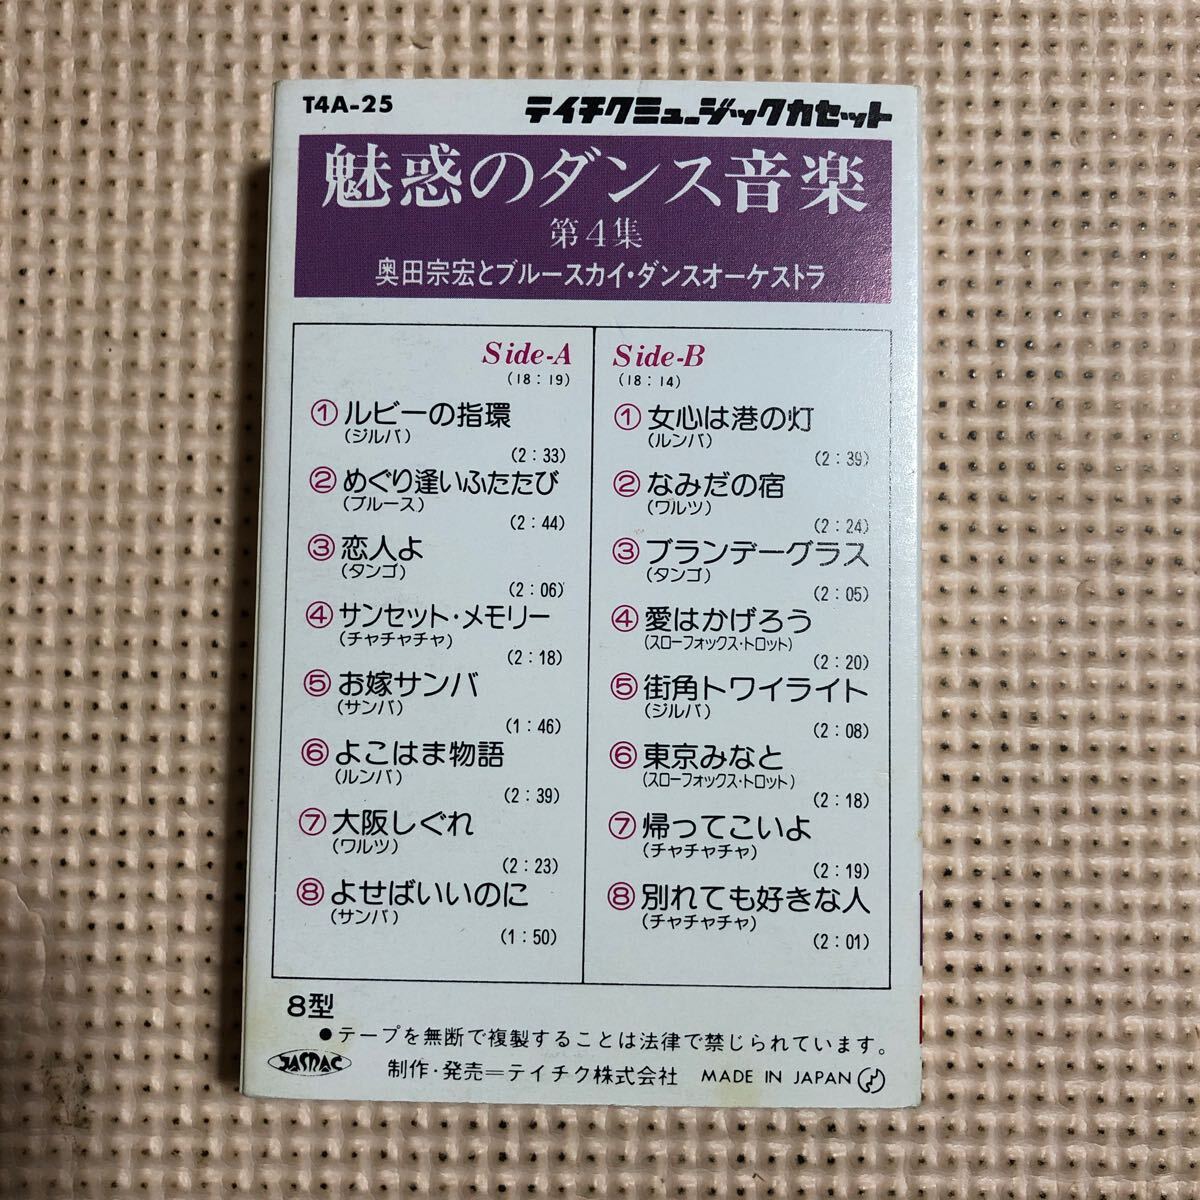 T4A-25
テイチクミュージックカセット
魅惑のダンス音楽
第4集
奥田宗宏とブルースカイ・ダンスオーケストラ
Side-A
(18:19)
①ルビーの指環
(ジルバ)
(2:33)
②めぐり逢いふたたび
(ブルース)
(2:44)
③恋人よ
(タンゴ)
(2:06)
④サンセット・メモリー
(チャチャチャ)
(2:18)
⑤お嫁サンバ
(サンバ)
(1:46)
⑥よこはま物語
(ルンバ)
(2:39)
⑦大阪しぐれ
(ワルツ)
(2:23)
⑧よせばいいのに
(サンバ)
(1:50)
Side-B
(18:14)
①女心は港の灯
(ルンバ)
(2:39)
②なみだの宿
(ワルツ)
(2:24)
③ブランデーグラス
(タンゴ)
(2:05)
④愛はかげろう
(スローフォックス・トロット)
(2:20)
⑤街角トワイライト
(ジルバ)
(2:08)
⑥東京みなと
(スローフォックス・トロット)
(2:18)
⑦帰ってこいよ
(チャチャチャ)
(2:19)
⑧別れても好きな人
(チャチャチャ)
(2:01)
8型
●テープを無断で複製することは法律で禁じられています。
JASRAC
制作・発売=テイチク株式会社 MADE IN JAPAN